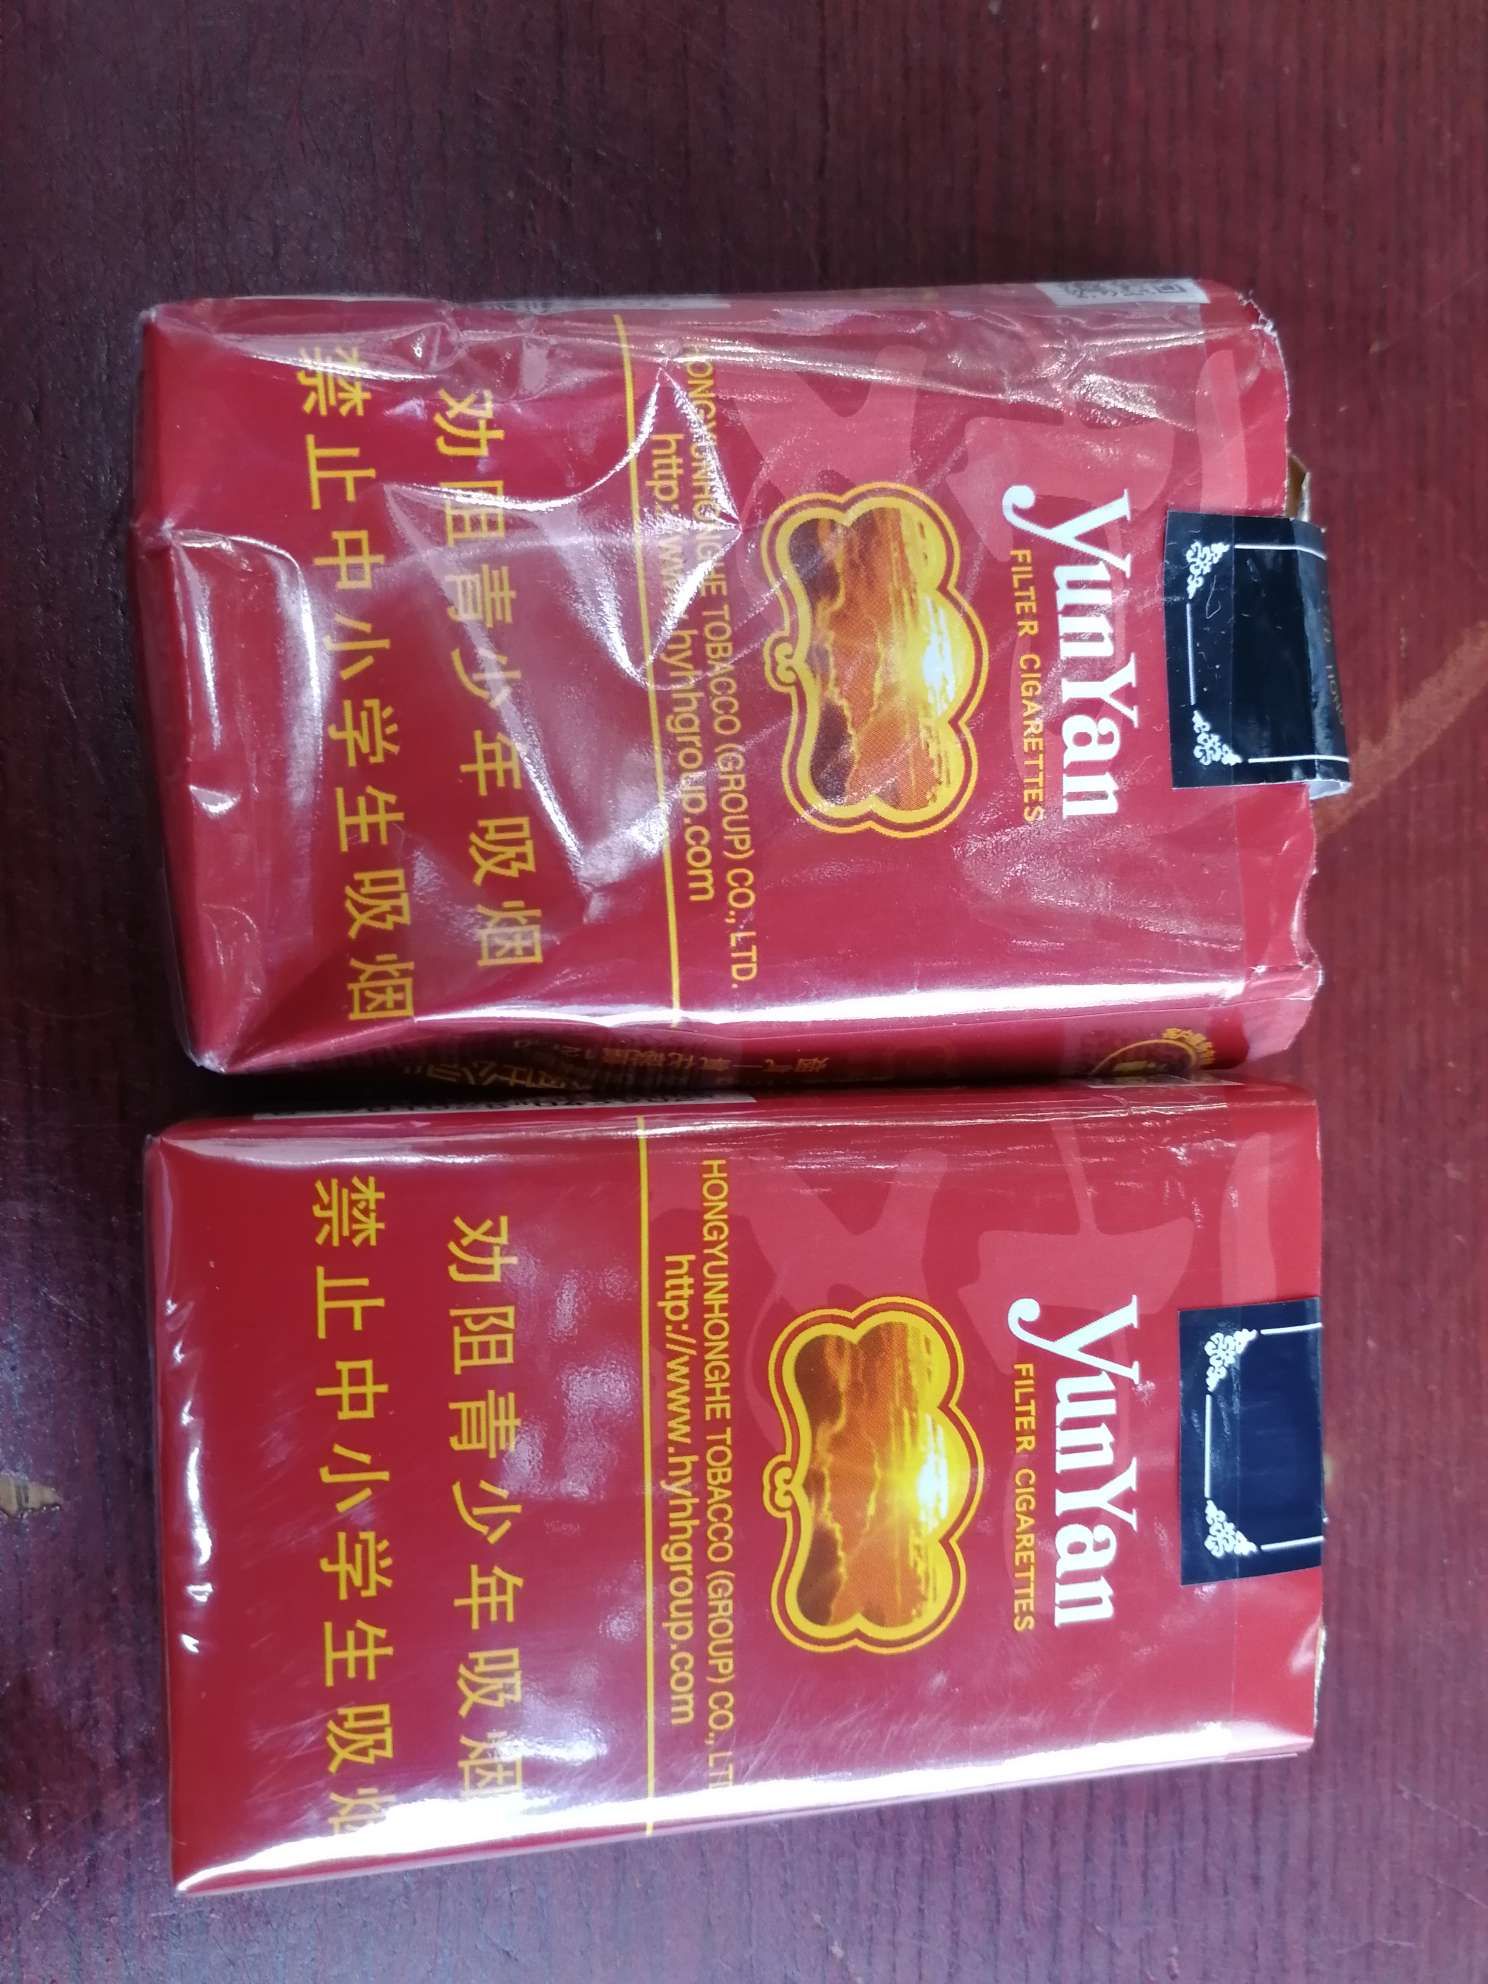 yunYan
FILTER CIGARETTES
HONGYUNHONGHE TOBACCO (GROUP) CO., LTD.
http://www.hyhhgroup.com
劝阻青少年吸烟
禁止中小学生吸烟
yunYan
FILTER CIGARETTES
HONGYUNHONGHE TOBACCO (GROUP) CO., LTD
http://www.hyhhgroup.com
劝阻青少年吸烟
禁止中小学生吸烟